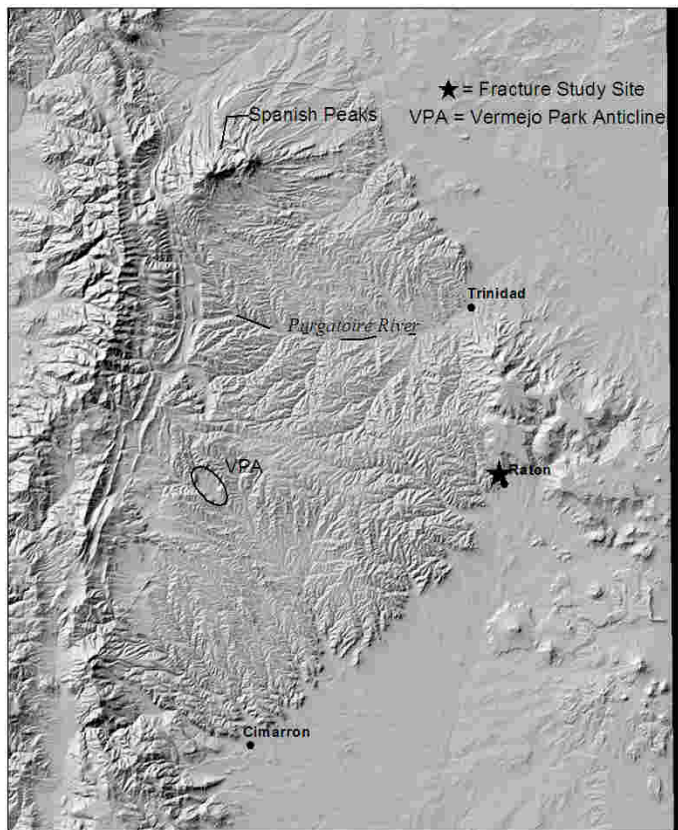 ★ = Fracture Study Site
Spanish Peaks
VPA = Vermejo Park Anticline
Trinidad
Purgatoire River
VPA
Raton
Cimarron